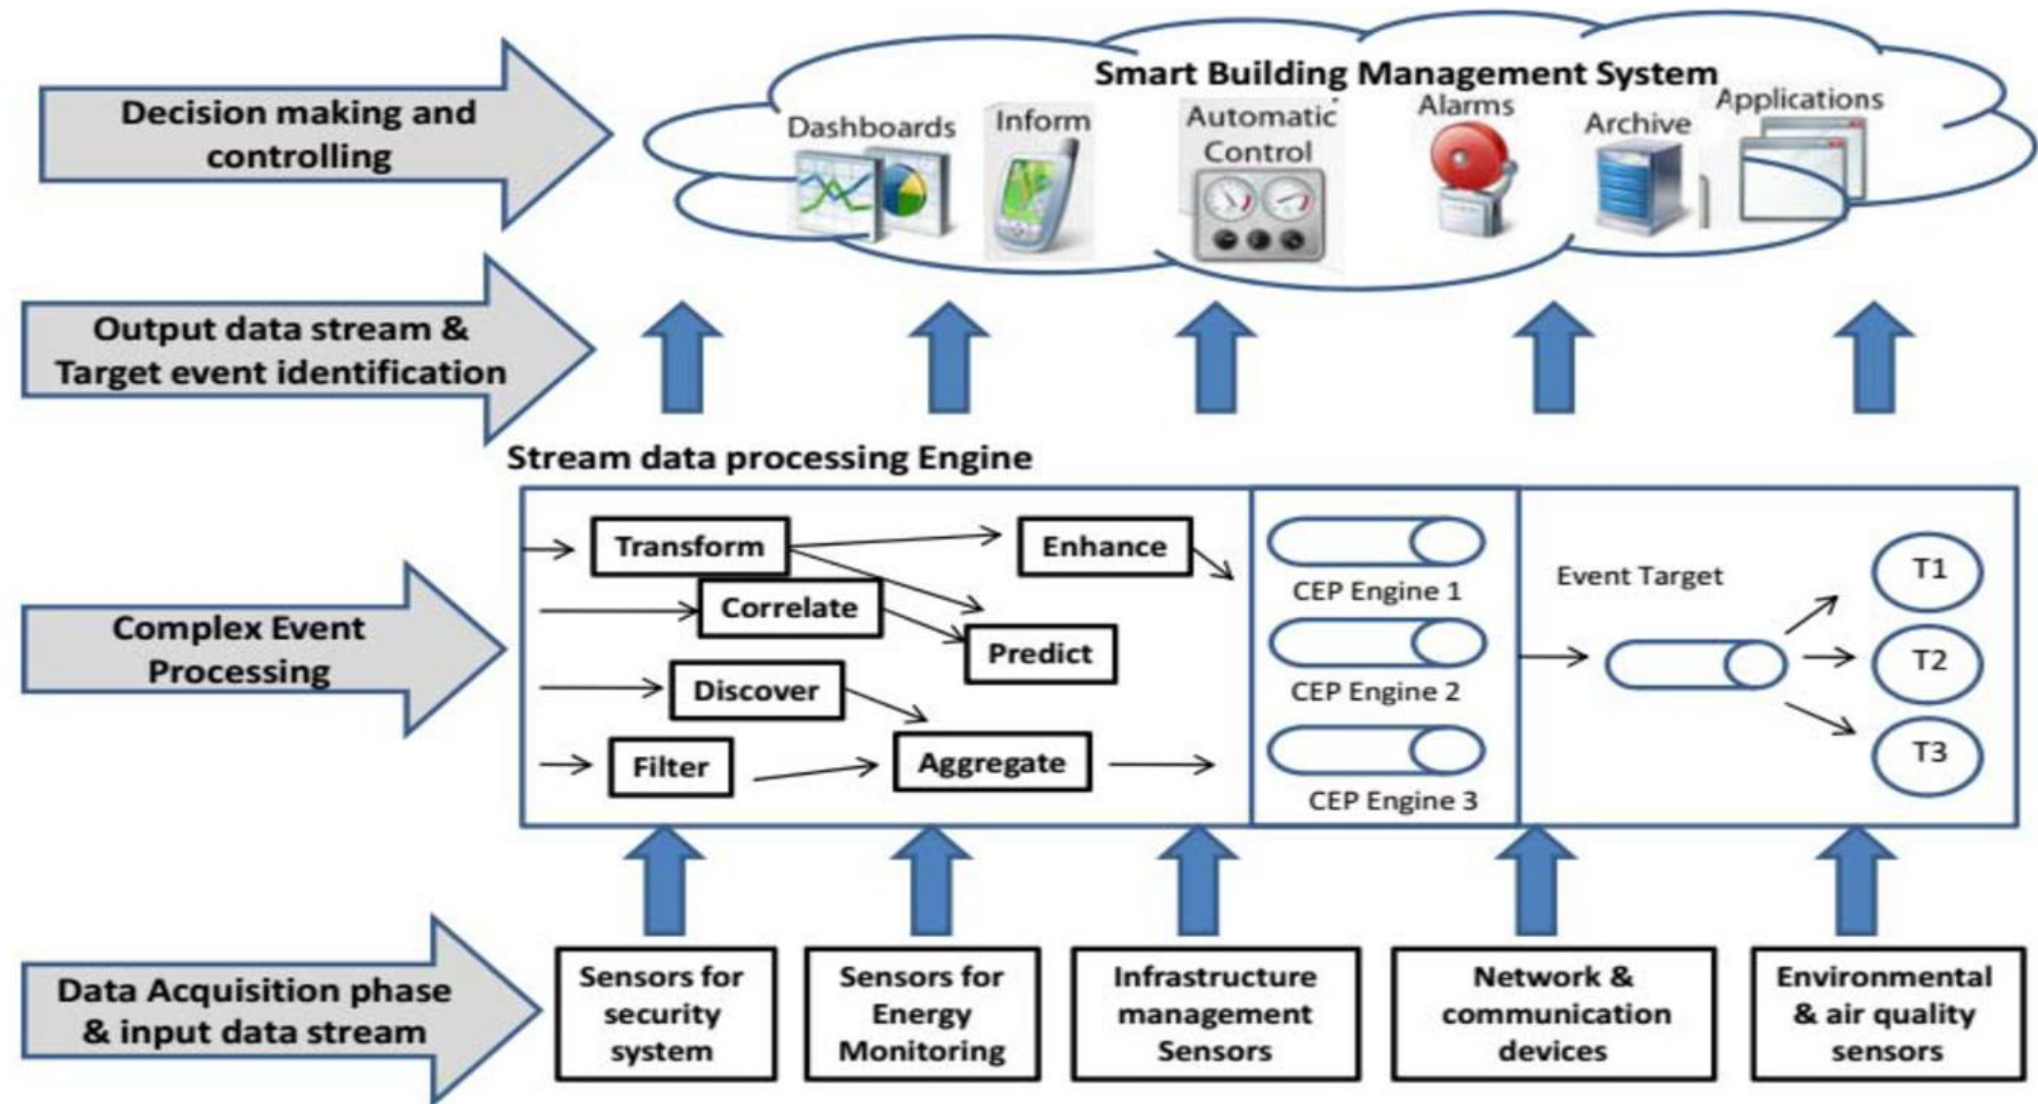 Smart Building Management System
Decision making and
controlling
Dashboards
Inform
Automatic
Control
Alarms
Archive
Applications
Output data stream &
Target event identification
Stream data processing Engine
Complex Event
Processing
Transform
Enhance
Correlate
Predict
Discover
Filter
Aggregate
CEP Engine 1
CEP Engine 2
CEP Engine 3
Event Target
T1
T2
T3
Data Acquisition phase
& input data stream
Sensors for
security
system
Sensors for
Energy
Monitoring
Infrastructure
management
Sensors
Network &
communication
devices
Environmental
& air quality
sensors